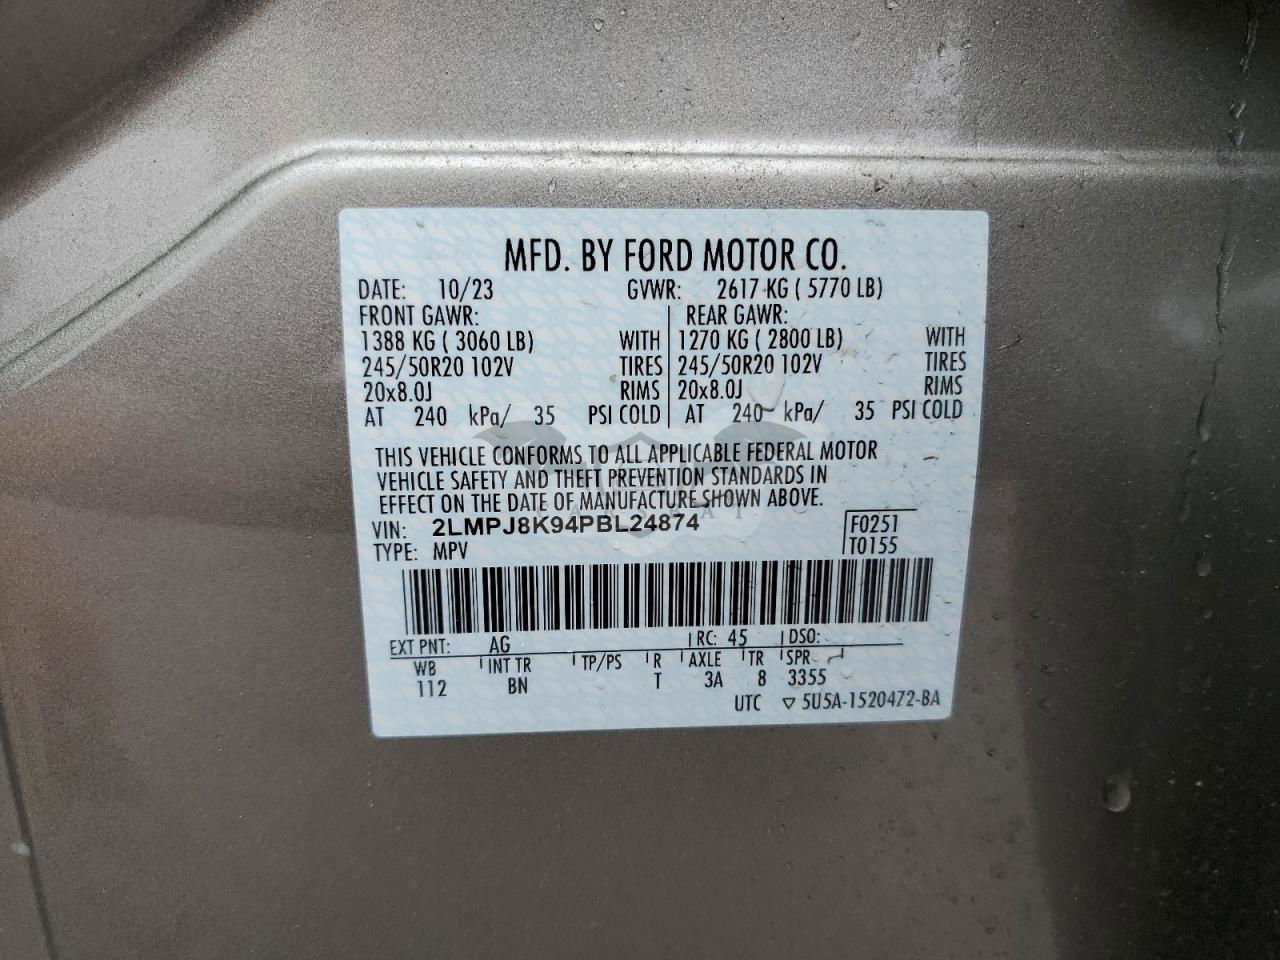 MFD. BY FORD MOTOR CO.
DATE: 10/23 GVWR: 2617 KG ( 5770 LB)
FRONT GAWR: REAR GAWR:
1388 KG ( 3060 LB) WITH 1270 KG ( 2800 LB) WITH
245/50R20 102V TIRES 245/50R20 102V TIRES
20x8.0J RIMS 20x8.0J RIMS
AT 240 kPa/ 35 PSI COLD AT 240 kPa/ 35 PSI COLD
THIS VEHICLE CONFORMS TO ALL APPLICABLE FEDERAL MOTOR
VEHICLE SAFETY AND THEFT PREVENTION STANDARDS IN
EFFECT ON THE DATE OF MANUFACTURE SHOWN ABOVE.
VIN: 2LMPJ8K94PBL24874 F0251
TYPE: MPV T0155
EXT PNT: AG RC: 45 DSO:
WB INT TR TP/PS R AXLE TR SPR
112 BN T 3A 8 3355
UTC ▽ 5U5A-1520472-BA